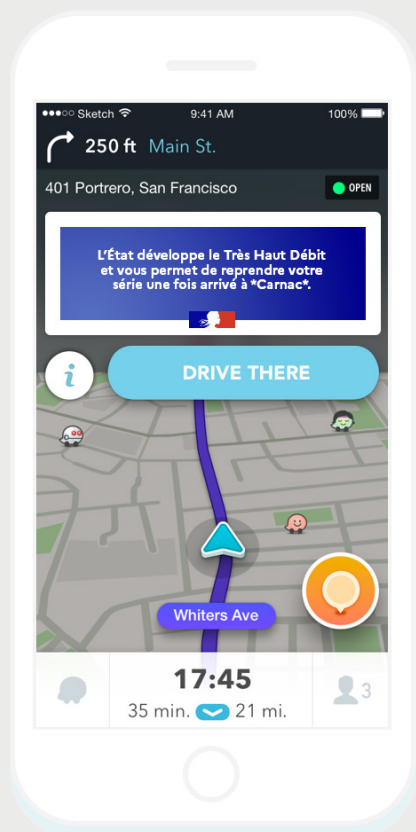 Sketch 9:41 AM 100%
250 ft Main St.
401 Portrero, San Francisco OPEN
L'État développe le Très Haut Débit
et vous permet de reprendre votre
série une fois arrivé à *Carnac*.
i DRIVE THERE
Whiters Ave
17:45
35 min. 21 mi.
3